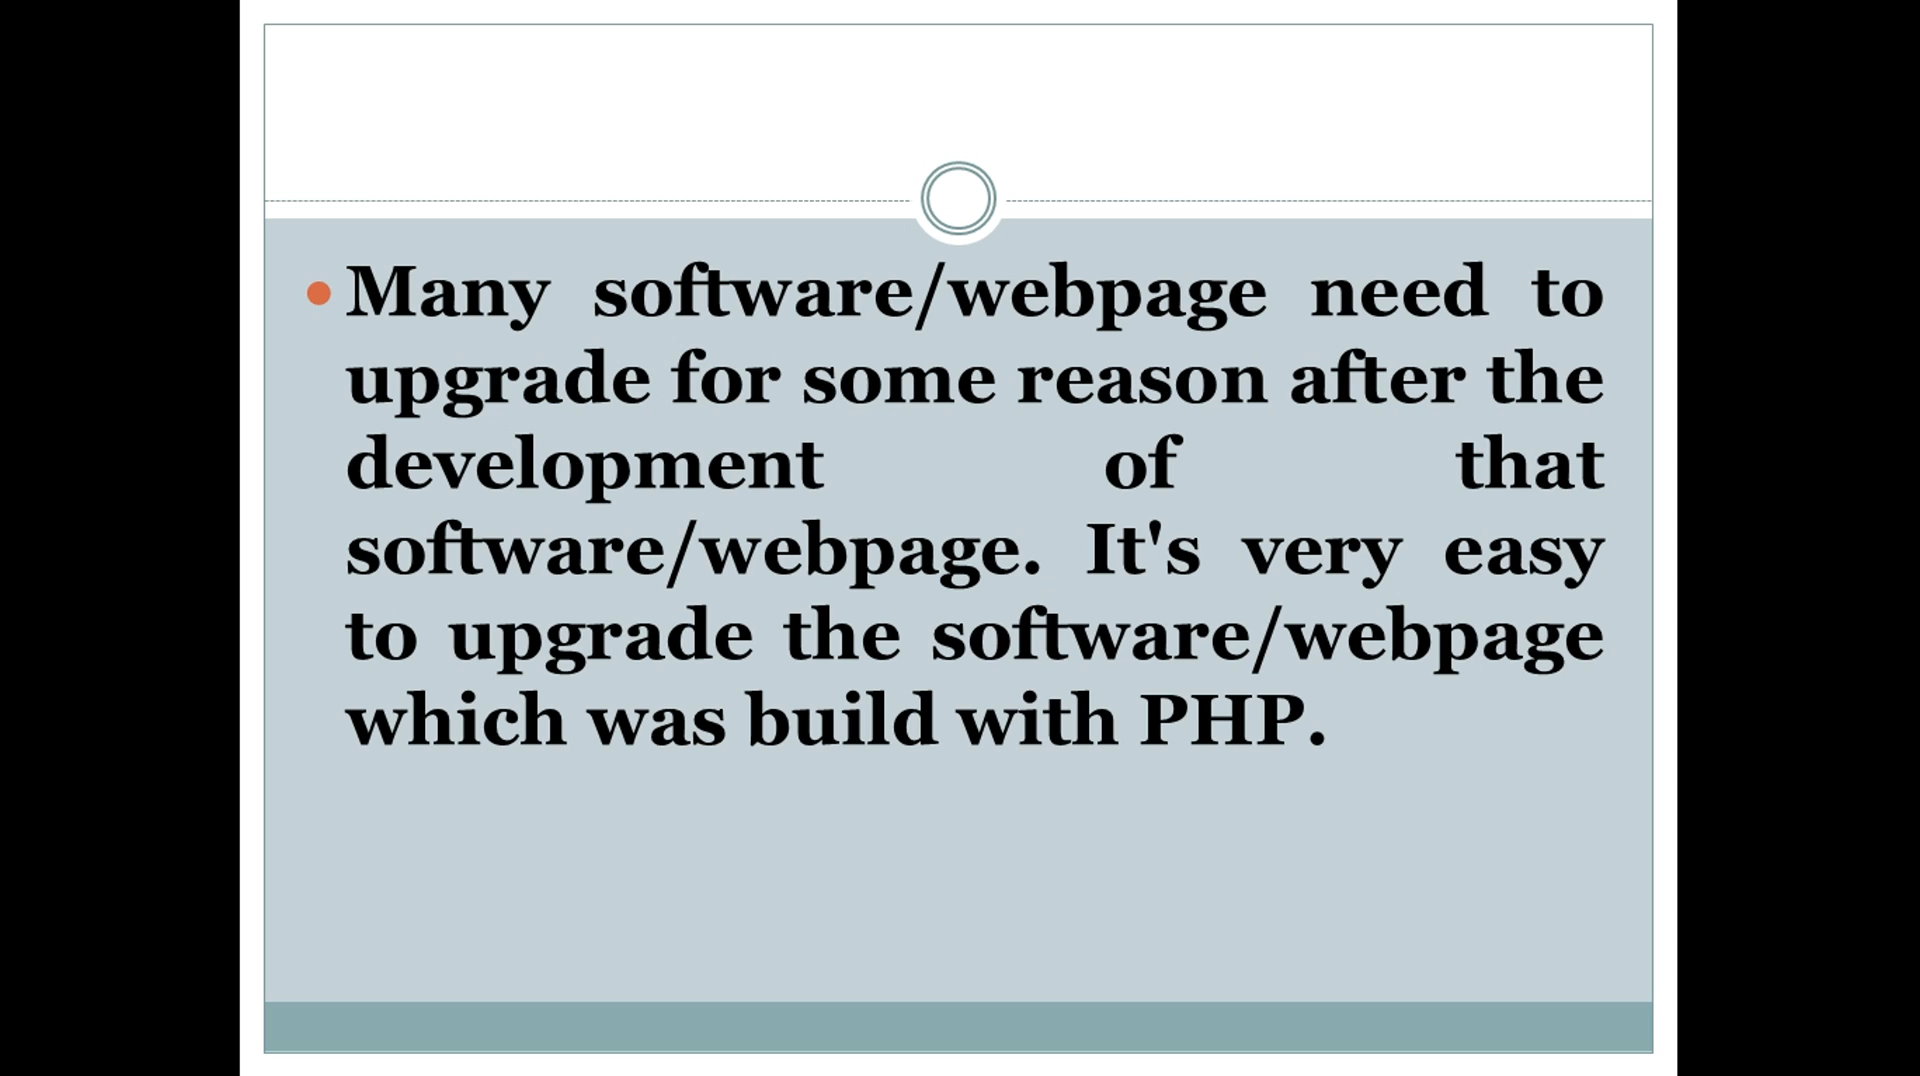 Many software/webpage need to
upgrade for some reason after the
development of that
software/webpage. It's very easy
to upgrade the software/webpage
which was build with PHP.